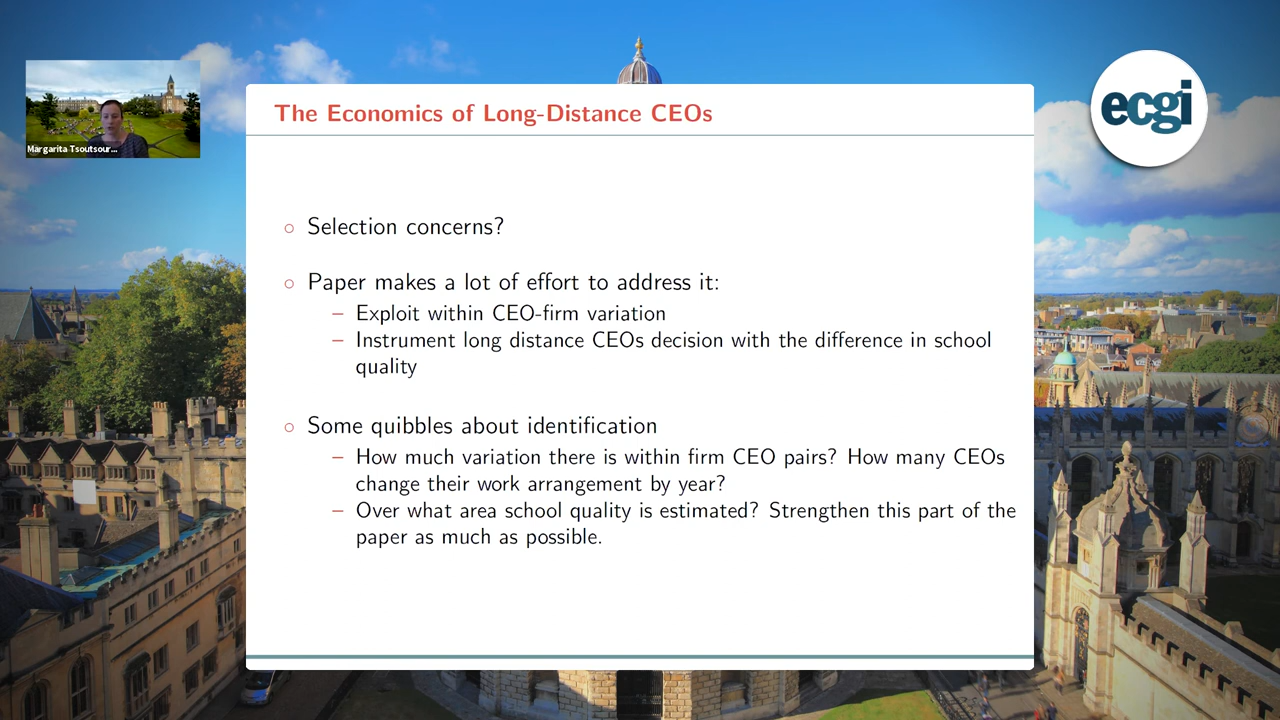 The Economics of Long-Distance CEOs
ecgi
Margarita Tsoutsour...
○ Selection concerns?
○ Paper makes a lot of effort to address it:
– Exploit within CEO-firm variation
– Instrument long distance CEOs decision with the difference in school
quality
○ Some quibbles about identification
– How much variation there is within firm CEO pairs? How many CEOs
change their work arrangement by year?
– Over what area school quality is estimated? Strengthen this part of the
paper as much as possible.